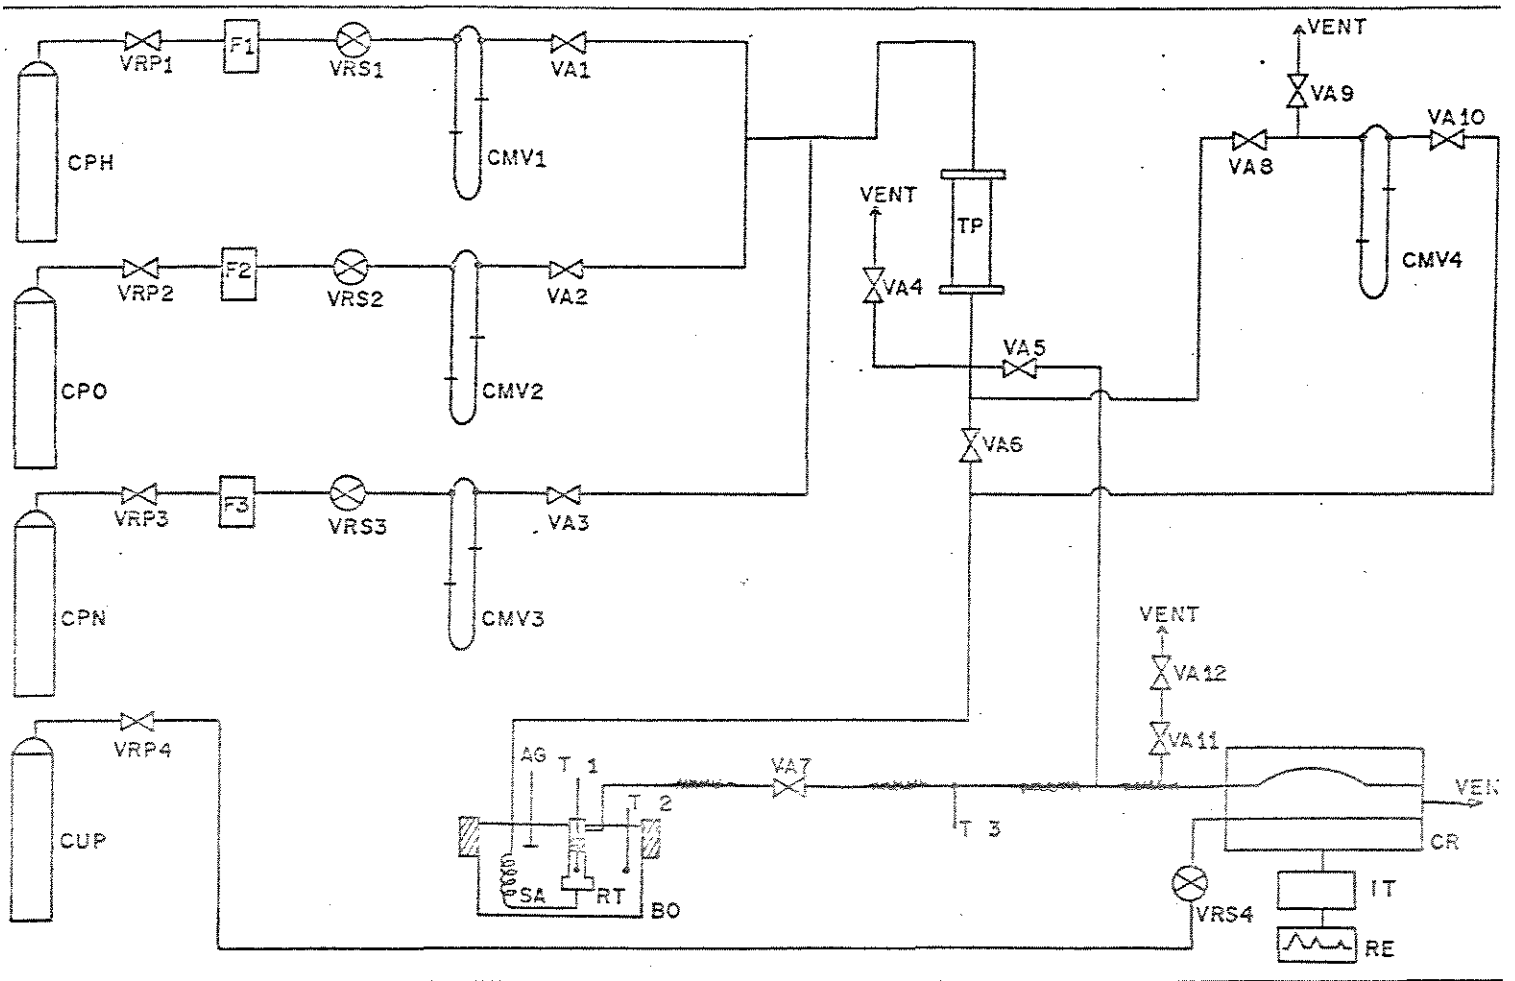 VENT
VRP1
F1
VRS1
VA1
VA9
VA10
CPH
CMV1
VA8
VENT
TP
VRP2
F2
VRS2
VA2
VA4
CMV4
VA5
CPO
CMV2
VA6
VRP3
F3
VRS3
VA3
CPN
CMV3
VENT
VA12
VRP4
VA11
AG
T 1
VA7
T 2
VEN
T 3
CUP
CR
SA
RT
IT
BO
VRS4
RE